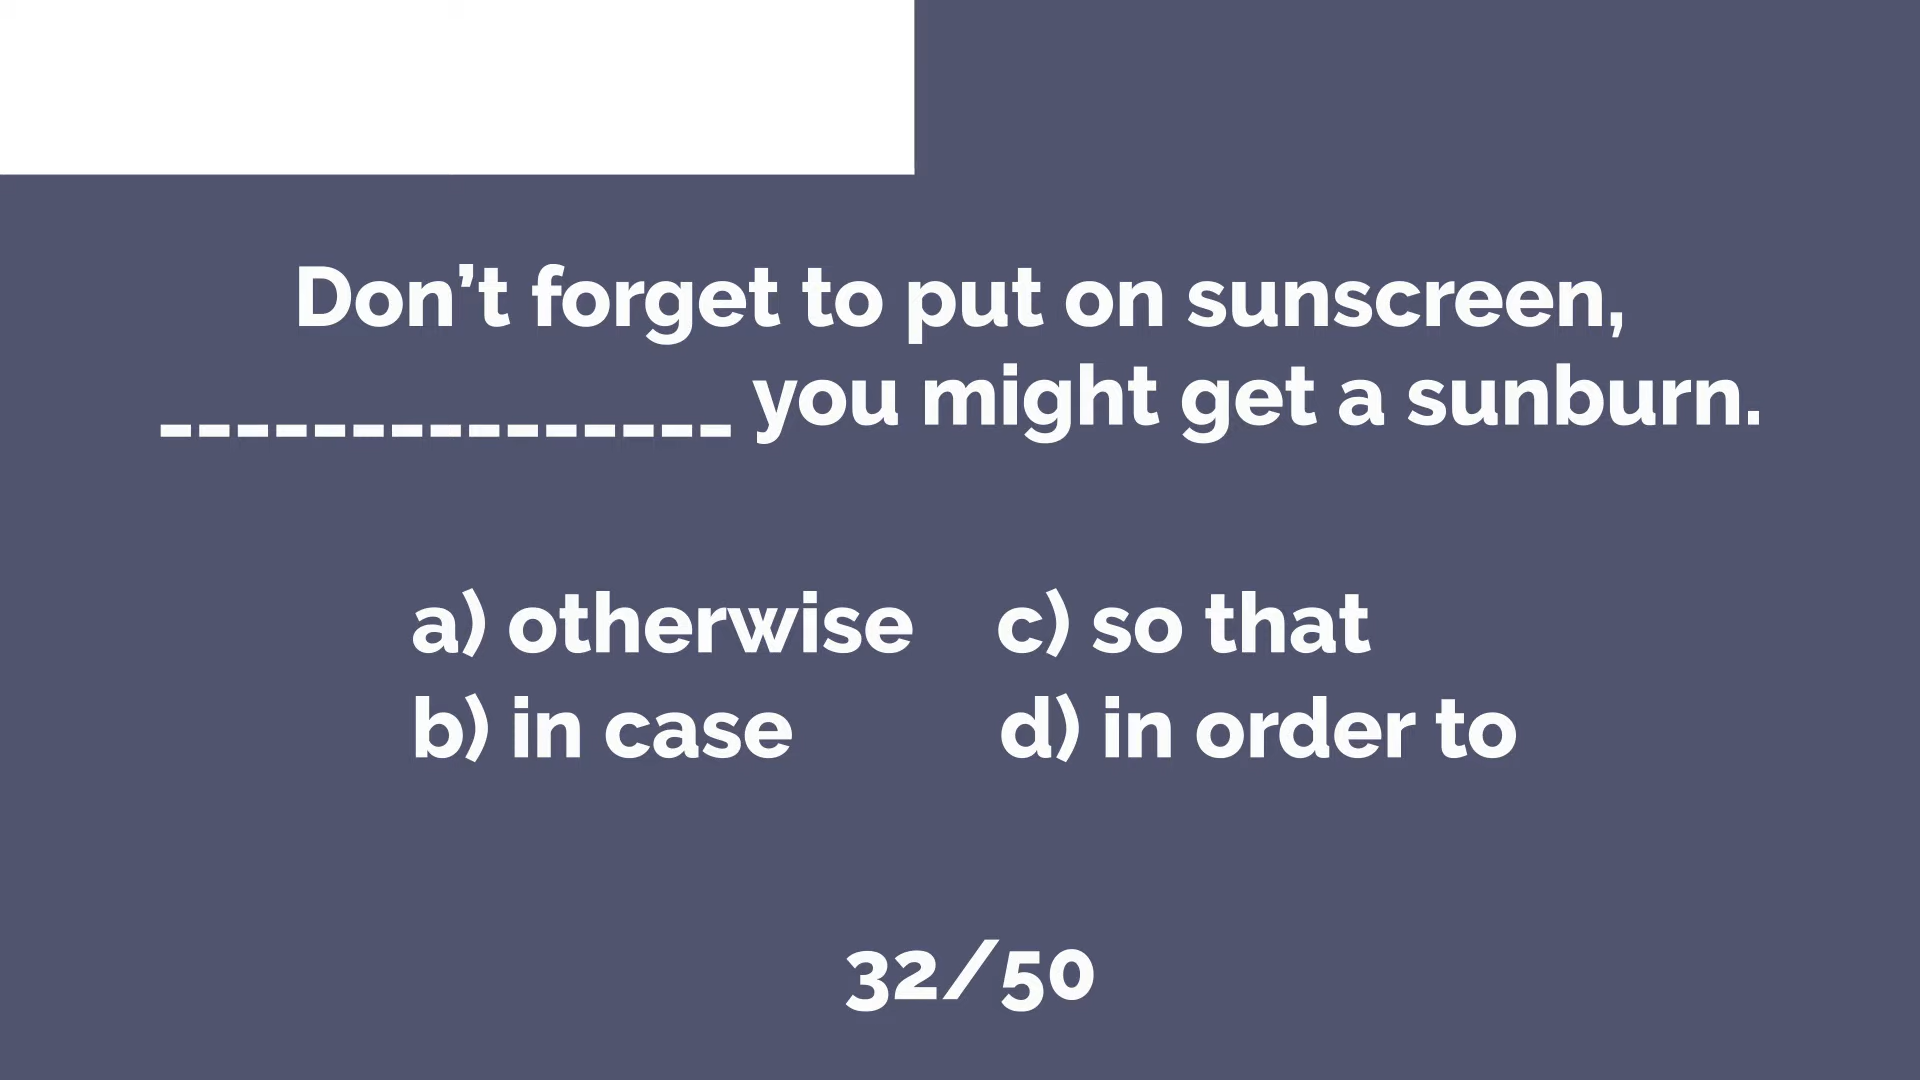 Don’t forget to put on sunscreen,
_______________ you might get a sunburn.
a) otherwise c) so that
b) in case d) in order to
32/50